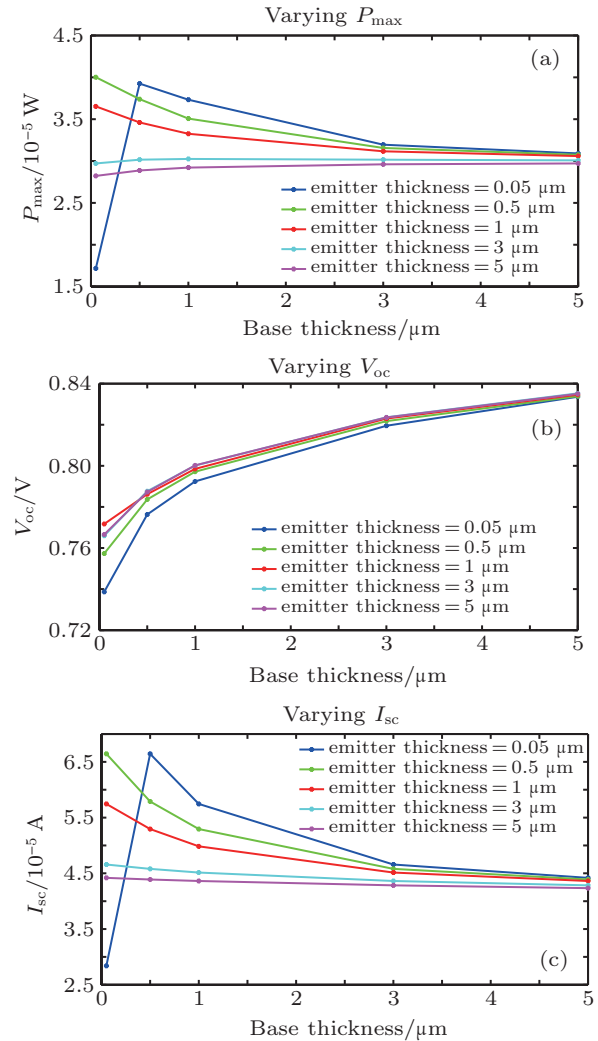 Varying P_max
(a)
P_max/10^-5 W
4.5
3.5
2.5
1.5
emitter thickness = 0.05 μm
emitter thickness = 0.5 μm
emitter thickness = 1 μm
emitter thickness = 3 μm
emitter thickness = 5 μm
0 1 2 3 4 5
Base thickness/μm
Varying V_oc
(b)
V_oc/V
0.84
0.80
0.76
0.72
emitter thickness = 0.05 μm
emitter thickness = 0.5 μm
emitter thickness = 1 μm
emitter thickness = 3 μm
emitter thickness = 5 μm
0 1 2 3 4 5
Base thickness/μm
Varying I_sc
I_sc/10^-5 A
6.5
5.5
4.5
3.5
2.5
emitter thickness = 0.05 μm
emitter thickness = 0.5 μm
emitter thickness = 1 μm
emitter thickness = 3 μm
emitter thickness = 5 μm
(c)
0 1 2 3 4 5
Base thickness/μm